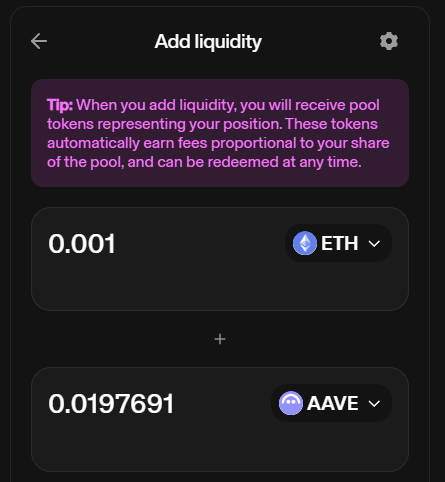 Add liquidity
Tip: When you add liquidity, you will receive pool
tokens representing your position. These tokens
automatically earn fees proportional to your share
of the pool, and can be redeemed at any time.
0.001 ETH
+
0.0197691 AAVE